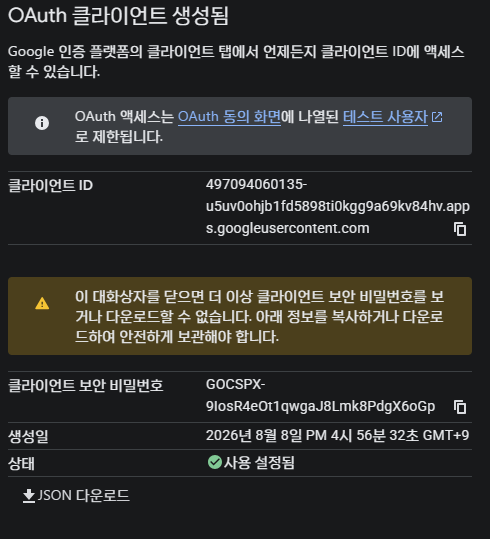 OAuth 클라이언트 생성됨
Google 인증 플랫폼의 클라이언트 탭에서 언제든지 클라이언트 ID에 액세스
할 수 있습니다.
OAuth 액세스는 OAuth 동의 화면에 나열된 테스트 사용자
로 제한됩니다.
클라이언트 ID
497094060135-
u5uv0ohjb1fd5898ti0kgg9a69kv84hv.app
s.googleusercontent.com
이 대화상자를 닫으면 더 이상 클라이언트 보안 비밀번호를 보
거나 다운로드할 수 없습니다. 아래 정보를 복사하거나 다운로
드하여 안전하게 보관해야 합니다.
클라이언트 보안 비밀번호
GOCSPX-
9IosR4eOt1qwgaJ8Lmk8PdgX6oGp
생성일
2026년 8월 8일 PM 4시 56분 32초 GMT+9
상태
사용 설정됨
JSON 다운로드